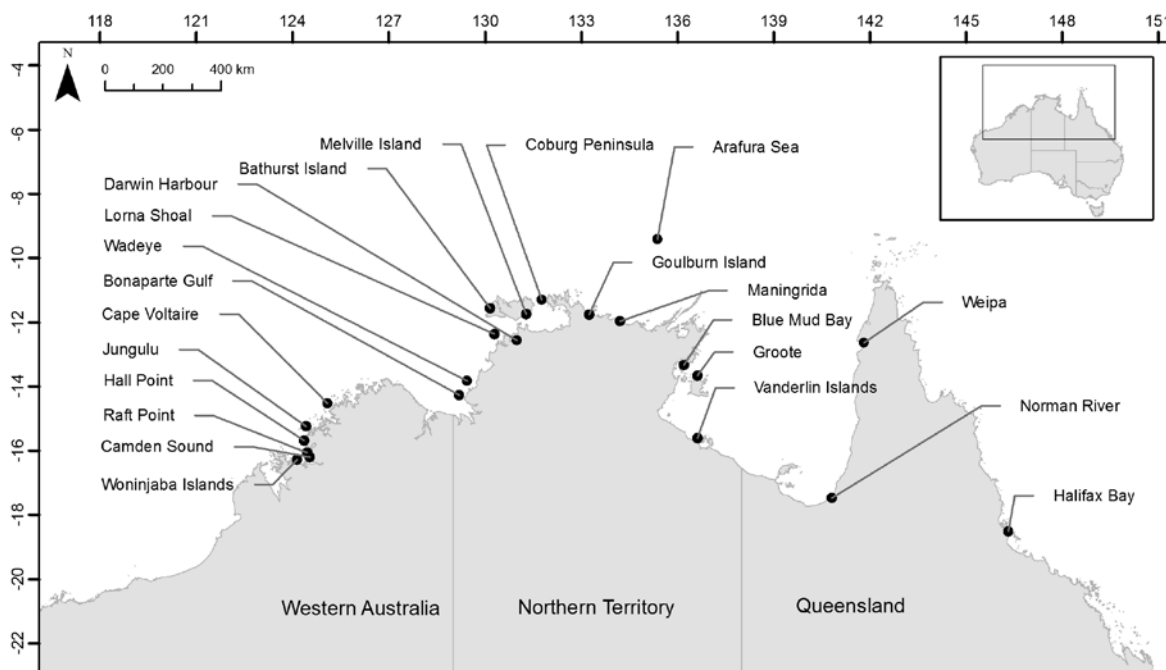 118 121 124 127 130 133 136 139 142 145 148 151
-4
-6
-8
-10
-12
-14
-16
-18
-20
-22
N
0 200 400 km
Melville Island
Coburg Peninsula
Arafura Sea
Bathurst Island
Darwin Harbour
Lorna Shoal
Wadeye
Bonaparte Gulf
Cape Voltaire
Jungulu
Hall Point
Raft Point
Camden Sound
Woninjaba Islands
Goulburn Island
Maningrida
Blue Mud Bay
Groote
Vanderlin Islands
Weipa
Norman River
Halifax Bay
Western Australia
Northern Territory
Queensland